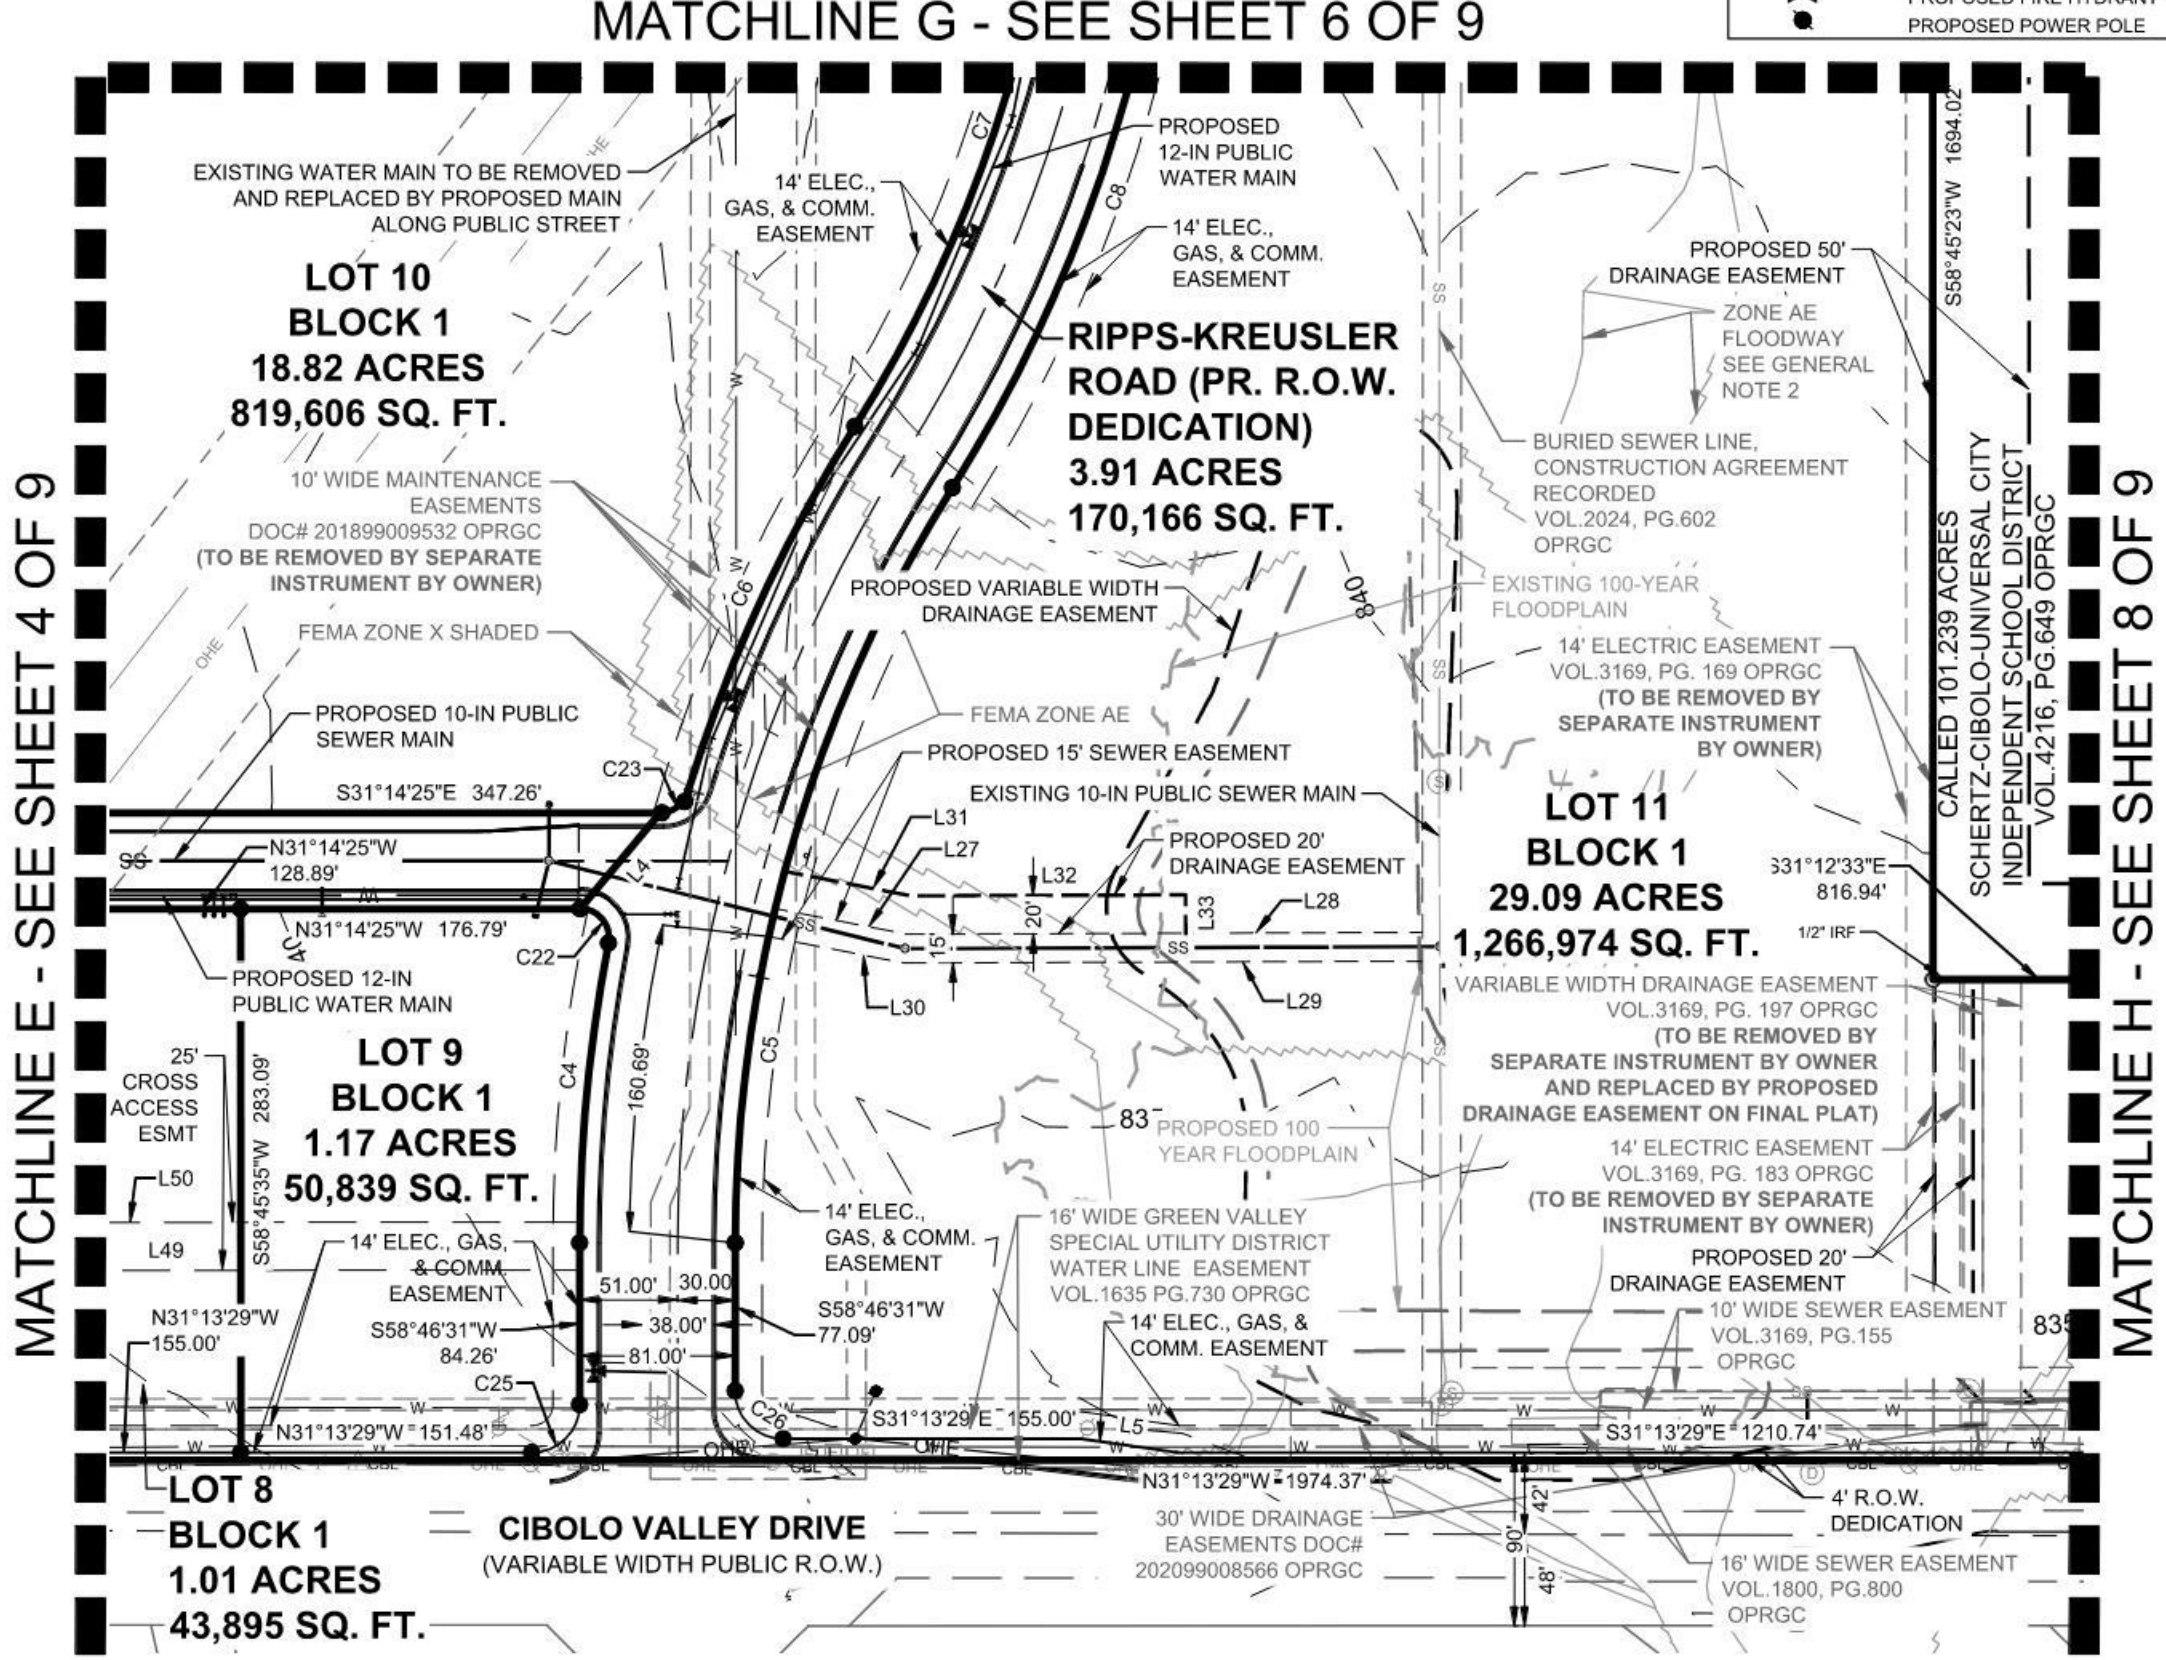 MATCHLINE G - SEE SHEET 6 OF 9
PROPOSED FIRE HYDRANT
PROPOSED POWER POLE
MATCHLINE E - SEE SHEET 4 OF 9
MATCHLINE H - SEE SHEET 8 OF 9
EXISTING WATER MAIN TO BE REMOVED
AND REPLACED BY PROPOSED MAIN
ALONG PUBLIC STREET
LOT 10
BLOCK 1
18.82 ACRES
819,606 SQ. FT.
14' ELEC.,
GAS, & COMM.
EASEMENT
C7
PROPOSED
12-IN PUBLIC
WATER MAIN
C8
14' ELEC.,
GAS, & COMM.
EASEMENT
RIPPS-KREUSLER
ROAD (PR. R.O.W.
DEDICATION)
3.91 ACRES
170,166 SQ. FT.
PROPOSED 50'
DRAINAGE EASEMENT
ZONE AE
FLOODWAY
SEE GENERAL
NOTE 2
S58°45'23"W 1694.02'
BURIED SEWER LINE,
CONSTRUCTION AGREEMENT
RECORDED
VOL.2024, PG.602
OPRGC
CALLED 101.239 ACRES
SCHERTZ-CIBOLO-UNIVERSAL CITY
INDEPENDENT SCHOOL DISTRICT
VOL.4216, PG.649 OPRGC
10' WIDE MAINTENANCE
EASEMENTS
DOC# 201899009532 OPRGC
(TO BE REMOVED BY SEPARATE
INSTRUMENT BY OWNER)
FEMA ZONE X SHADED
OHE
C6
PROPOSED VARIABLE WIDTH
DRAINAGE EASEMENT
840
EXISTING 100-YEAR
FLOODPLAIN
14' ELECTRIC EASEMENT
VOL.3169, PG. 169 OPRGC
(TO BE REMOVED BY
SEPARATE INSTRUMENT
BY OWNER)
PROPOSED 10-IN PUBLIC
SEWER MAIN
FEMA ZONE AE
PROPOSED 15' SEWER EASEMENT
EXISTING 10-IN PUBLIC SEWER MAIN
C23
S31°14'25"E 347.26'
LOT 11
BLOCK 1
29.09 ACRES
1,266,974 SQ. FT.
L31
L27
PROPOSED 20'
DRAINAGE EASEMENT
SS
N31°14'25"W
128.89'
L4
L32
L33
L28
20'
15'
SS
SS
S31°12'33"E
816.94'
1/2" IRF
N31°14'25"W 176.79'
C22
L30
L29
PROPOSED 12-IN
PUBLIC WATER MAIN
VARIABLE WIDTH DRAINAGE EASEMENT
VOL.3169, PG. 197 OPRGC
(TO BE REMOVED BY
SEPARATE INSTRUMENT BY OWNER
AND REPLACED BY PROPOSED
DRAINAGE EASEMENT ON FINAL PLAT)
25'
CROSS
ACCESS
ESMT
S58°45'35"W 283.09'
LOT 9
BLOCK 1
1.17 ACRES
50,839 SQ. FT.
C4
160.69'
C5
PROPOSED 100
YEAR FLOODPLAIN
14' ELECTRIC EASEMENT
VOL.3169, PG. 183 OPRGC
(TO BE REMOVED BY SEPARATE
INSTRUMENT BY OWNER)
L50
L49
14' ELEC., GAS,
& COMM.
EASEMENT
14' ELEC.,
GAS, & COMM.
EASEMENT
16' WIDE GREEN VALLEY
SPECIAL UTILITY DISTRICT
WATER LINE EASEMENT
VOL.1635 PG.730 OPRGC
PROPOSED 20'
DRAINAGE EASEMENT
51.00'
30.00
38.00'
81.00'
N31°13'29"W
155.00'
S58°46'31"W
84.26'
S58°46'31"W
77.09'
14' ELEC., GAS, &
COMM. EASEMENT
10' WIDE SEWER EASEMENT
VOL.3169, PG.155
OPRGC
835
C25
C26
N31°13'29"W 151.48'
S31°13'29"E 155.00'
L5
S31°13'29"E 1210.74'
N31°13'29"W 1974.37'
LOT 8
BLOCK 1
1.01 ACRES
43,895 SQ. FT.
CIBOLO VALLEY DRIVE
(VARIABLE WIDTH PUBLIC R.O.W.)
30' WIDE DRAINAGE
EASEMENTS DOC#
202099008566 OPRGC
42'
90'
48'
4' R.O.W.
DEDICATION
16' WIDE SEWER EASEMENT
VOL.1800, PG.800
OPRGC